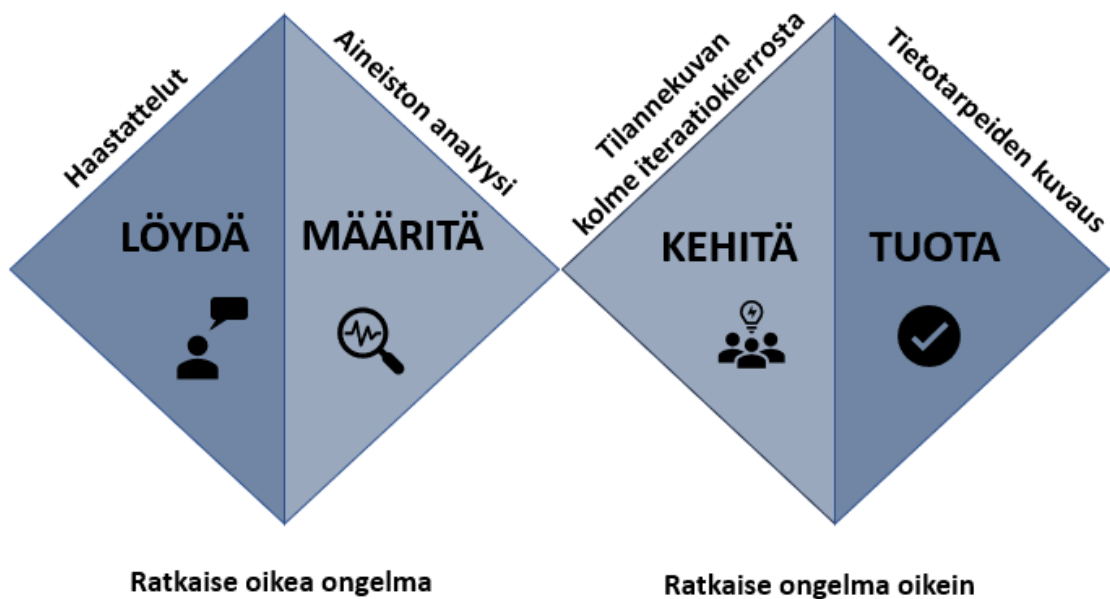 Haastattelut
Aineiston analyysi
Tilannekuvan
kolme iteraatiokierrosta
Tietotarpeiden kuvaus
LÖYDÄ
MÄÄRITÄ
KEHITÄ
TUOTA
Ratkaise oikea ongelma
Ratkaise ongelma oikein